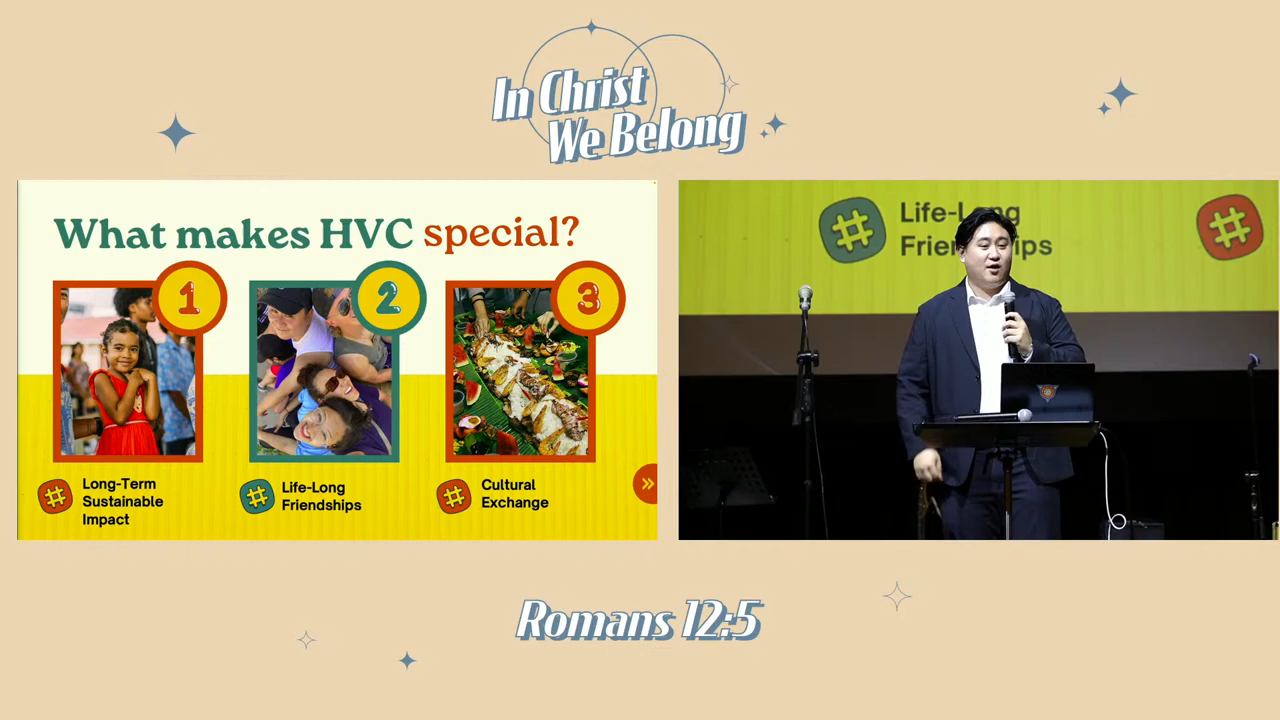 In Christ
We Belong
What makes HVC special?
1
2
3
Long-Term
Sustainable
Impact
Life-Long
Friendships
Cultural
Exchange
Life-Long
Friendships
Romans 12:5